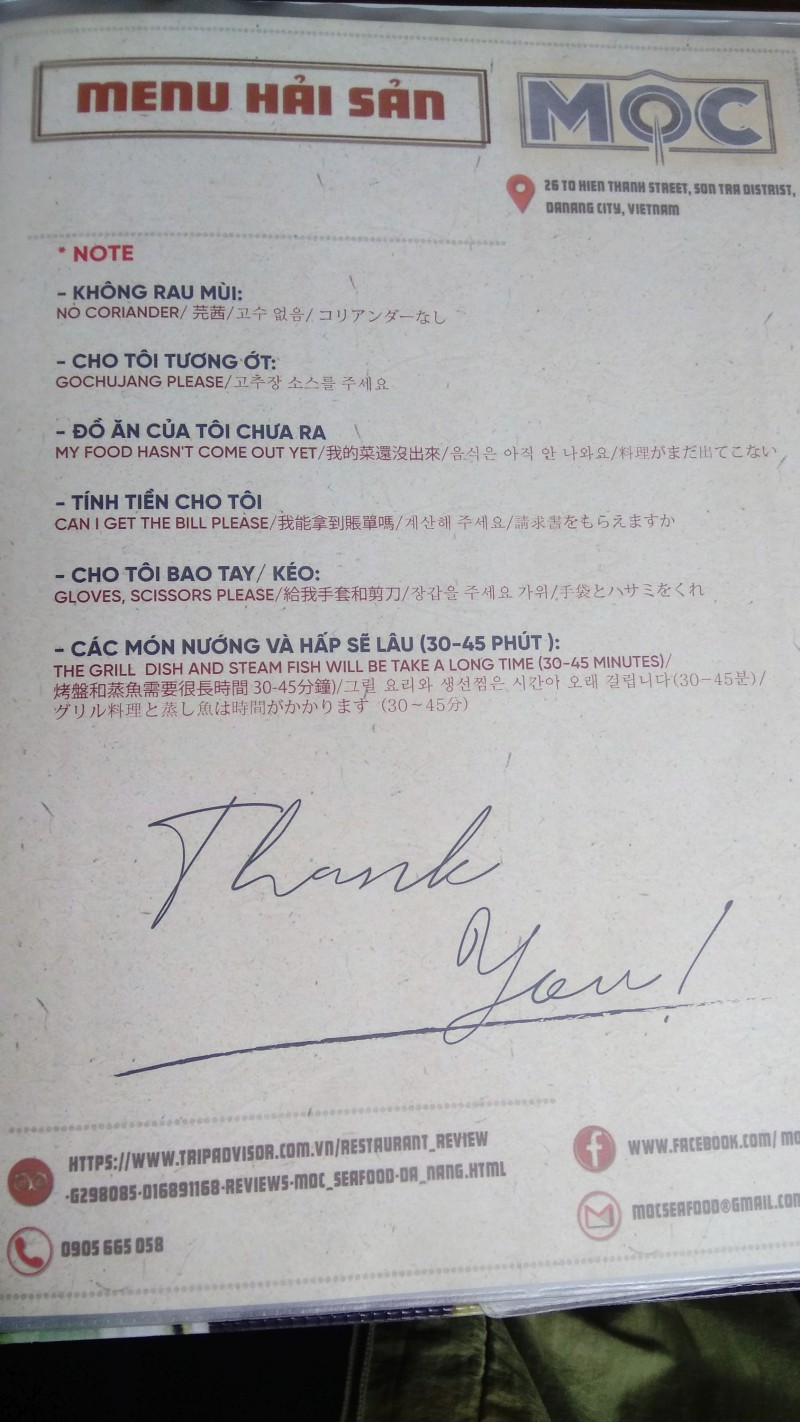 MENU HẢI SẢN
MỘC
26 TO HIEN THANH STREET, SON TRA DISTRIST,
DANANG CITY, VIETNAM
* NOTE
- KHÔNG RAU MÙI:
NO CORIANDER/ 芫茜/고수 없음/ コリアンダーなし
- CHO TÔI TƯƠNG ỚT:
GOCHUJANG PLEASE/고추장 소스를 주세요
- ĐỒ ĂN CỦA TÔI CHƯA RA
MY FOOD HASN'T COME OUT YET/我的菜還沒出來/음식은 아직 안 나와요/料理がまだ出てこない
- TÍNH TIỀN CHO TÔI
CAN I GET THE BILL PLEASE/我能拿到賬單嗎/계산해 주세요/請求書をもらえますか
- CHO TÔI BAO TAY/ KÉO:
GLOVES, SCISSORS PLEASE/給我手套和剪刀/장갑을 주세요 가위/手袋とハサミをくれ
- CÁC MÓN NƯỚNG VÀ HẤP SẼ LÂU (30-45 PHÚT ):
THE GRILL DISH AND STEAM FISH WILL BE TAKE A LONG TIME (30-45 MINUTES)/
烤盤和蒸魚需要很長時間 30-45分鐘)/그릴 요리와 생선찜은 시간아 오래 걸립니다(30-45분)/
グリル料理と蒸し魚は時間がかかります (30~45分)
Thank
You!
HTTPS://WWW.TRIPADVISOR.COM.VN/RESTAURANT_REVIEW
-G298085-D16891168-REVIEWS-MOC_SEAFOOD-DA_NANG.HTML
0905 665 058
WWW.FACEBOOK.COM/ MO
MOCSEAFOOD@GMAIL.CO